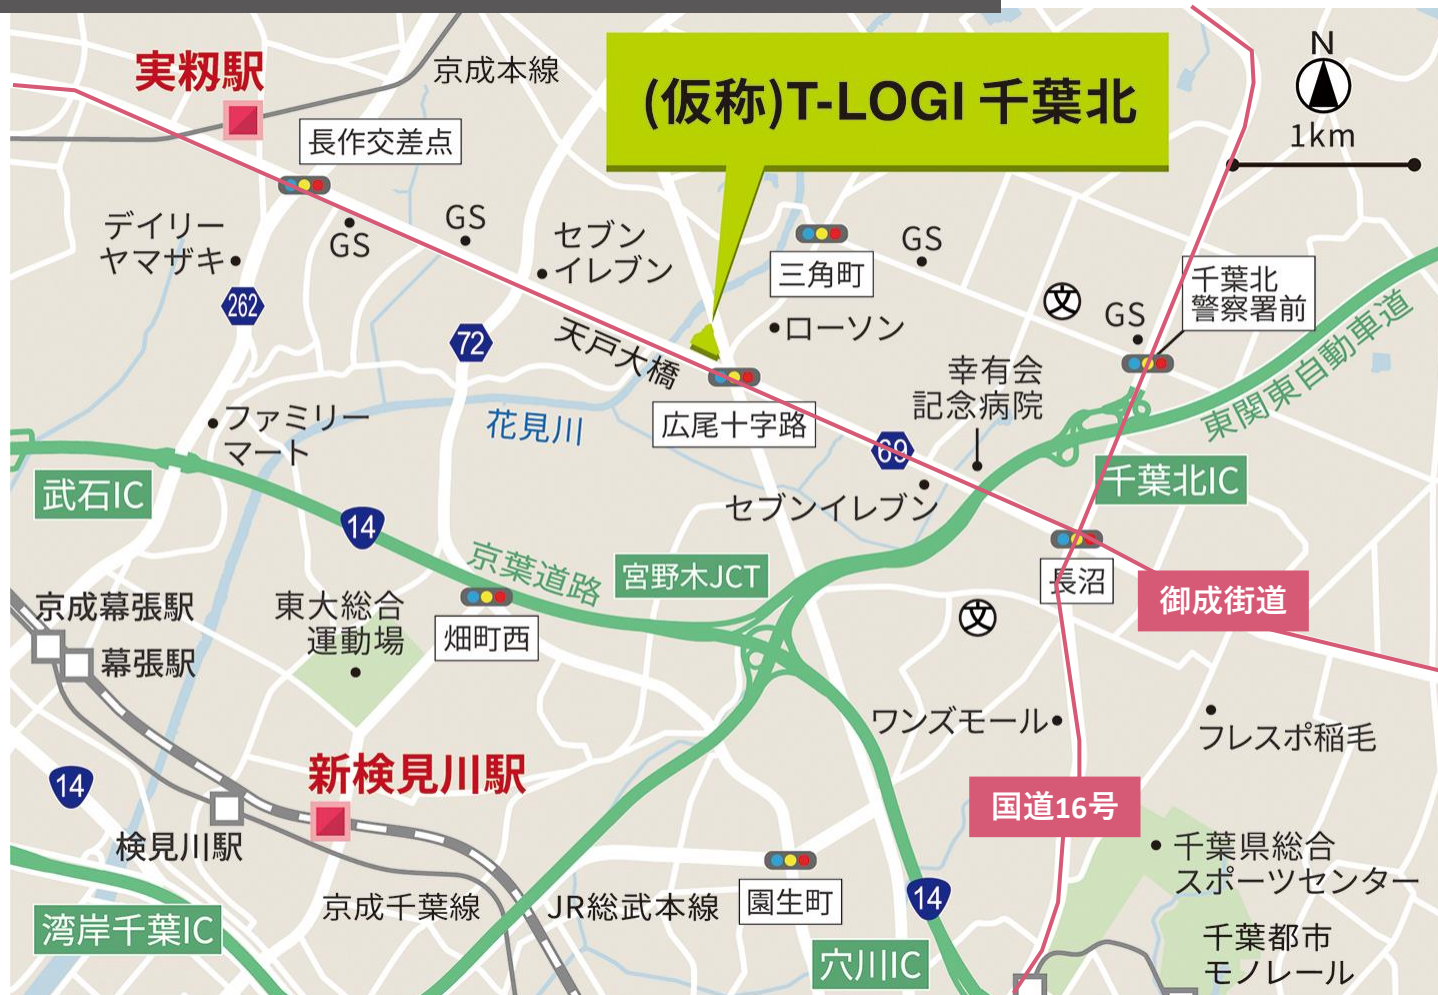 実籾駅
京成本線
(仮称)T-LOGI 千葉北
N
1km
長作交差点
デイリー
ヤマザキ
GS
GS
セブン
イレブン
三角町
GS
千葉北
警察署前
262
72
天戸大橋
ローソン
GS
文
幸有会
記念病院
東関東自動車道
ファミリー
マート
花見川
広尾十字路
69
武石IC
千葉北IC
14
セブンイレブン
京葉道路
宮野木JCT
長沼
御成街道
京成幕張駅
幕張駅
東大総合
運動場
畑町西
文
ワンズモール
フレスポ稲毛
新検見川駅
14
国道16号
検見川駅
千葉県総合
スポーツセンター
京成千葉線
JR総武本線
園生町
14
湾岸千葉IC
穴川IC
千葉都市
モノレール